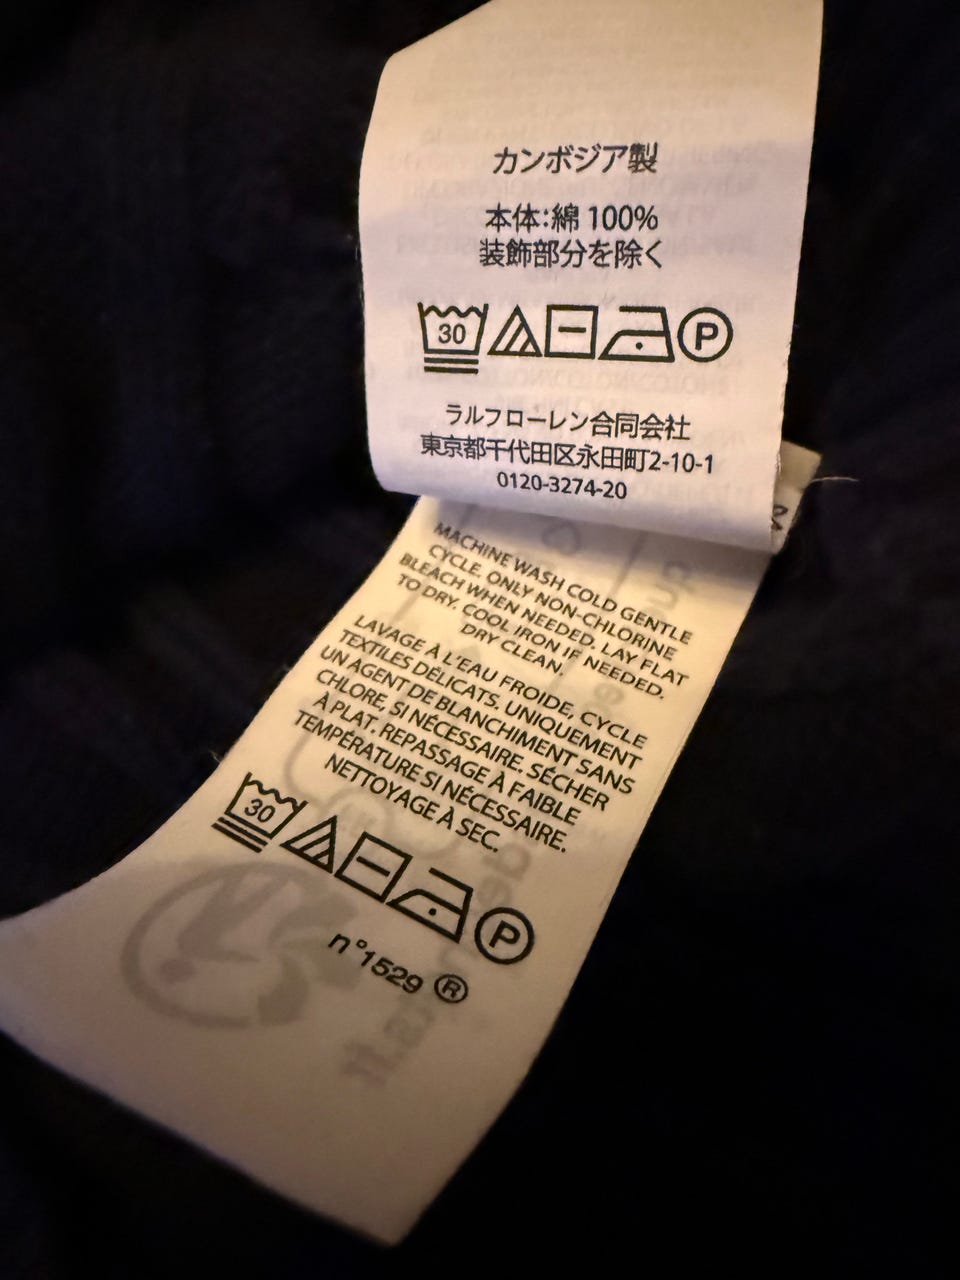 カンボジア製
本体:綿 100%
装飾部分を除く
30
P
ラルフローレン合同会社
東京都千代田区永田町2-10-1
0120-3274-20
MACHINE WASH COLD GENTLE
CYCLE. ONLY NON-CHLORINE
BLEACH WHEN NEEDED. LAY FLAT
TO DRY. COOL IRON IF NEEDED.
DRY CLEAN.
LAVAGE À L'EAU FROIDE, CYCLE
TEXTILES DÉLICATS. UNIQUEMENT
UN AGENT DE BLANCHIMENT SANS
CHLORE, SI NÉCESSAIRE. SÉCHER
À PLAT. REPASSAGE À FAIBLE
TEMPÉRATURE SI NÉCESSAIRE.
NETTOYAGE À SEC.
30
P
n°1529 ®